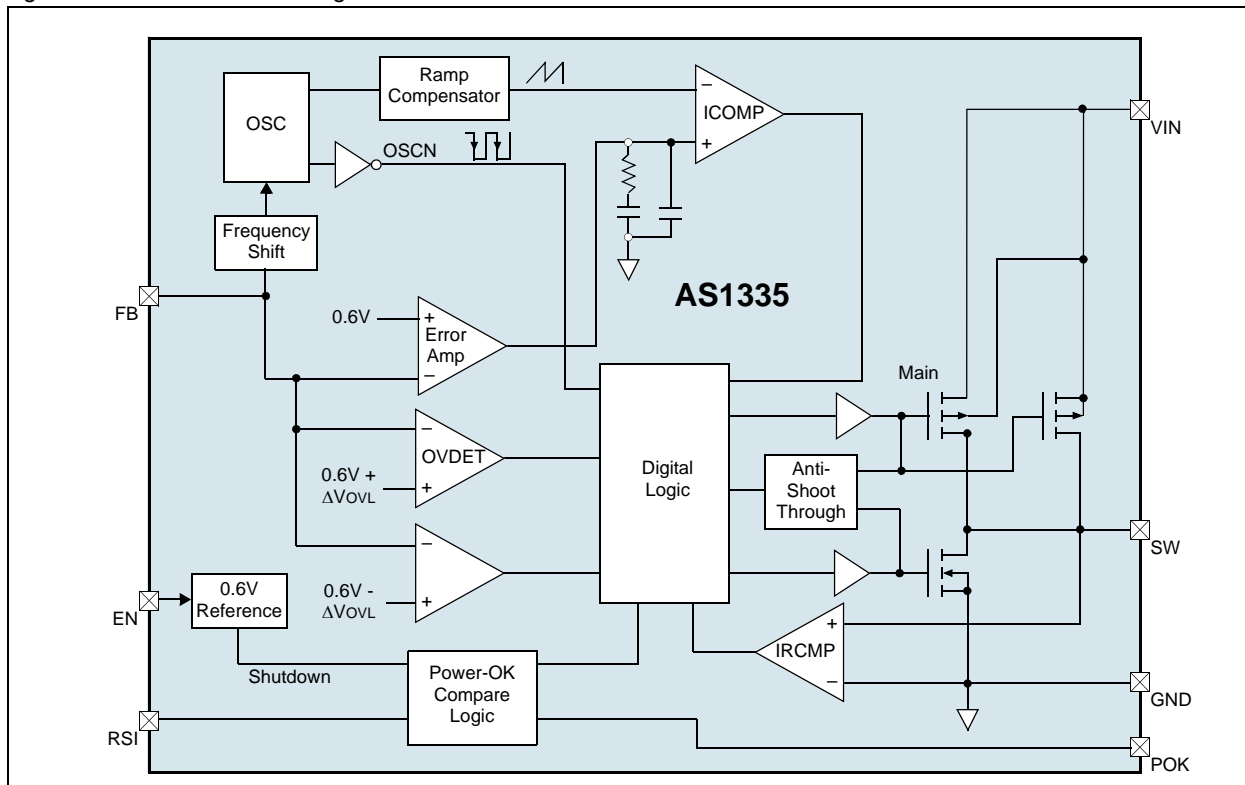 Ramp
Compensator
OSC
ICOMP
−
+
VIN
OSCN
Frequency
Shift
AS1335
FB
0.6V
+
Error
Amp
−
Main
−
OVDET
+
0.6V +
ΔVOVL
Digital
Logic
Anti-
Shoot
Through
SW
−
+
0.6V -
ΔVOVL
0.6V
Reference
EN
IRCMP
+
−
Shutdown
Power-OK
Compare
Logic
GND
RSI
POK